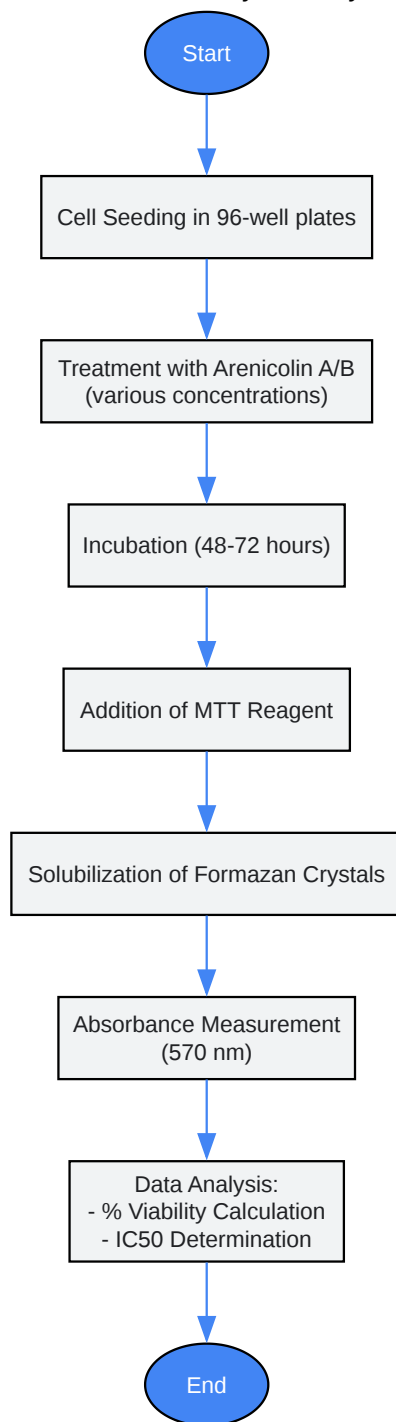 Start
Cell Seeding in 96-well plates
Treatment with Arenicolin A/B
(various concentrations)
Incubation (48-72 hours)
Addition of MTT Reagent
Solubilization of Formazan Crystals
Absorbance Measurement
(570 nm)
Data Analysis:
- % Viability Calculation
- IC50 Determination
End